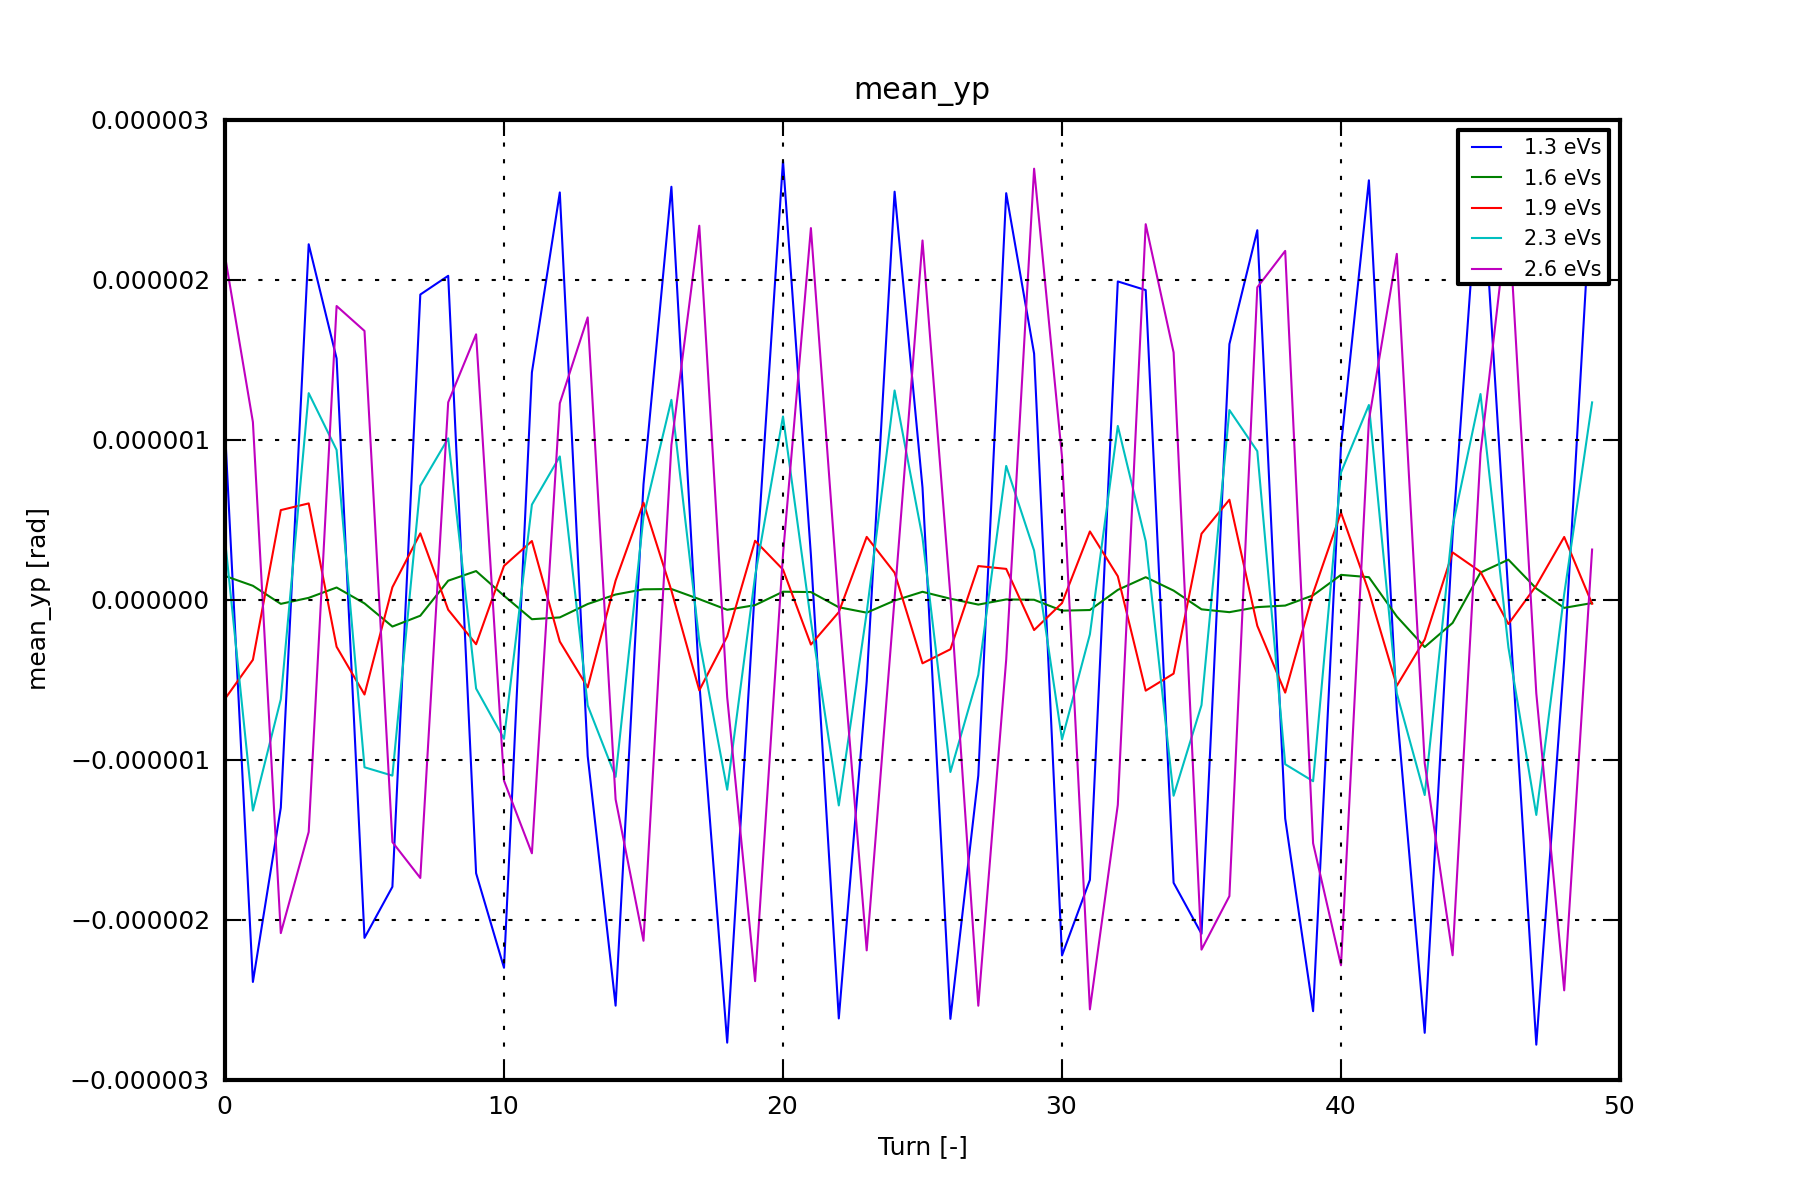 mean_yp
0.000003
0.000002
0.000001
0.000000
−0.000001
−0.000002
−0.000003
mean_yp [rad]
0 10 20 30 40 50
Turn [-]
1.3 eVs
1.6 eVs
1.9 eVs
2.3 eVs
2.6 eVs